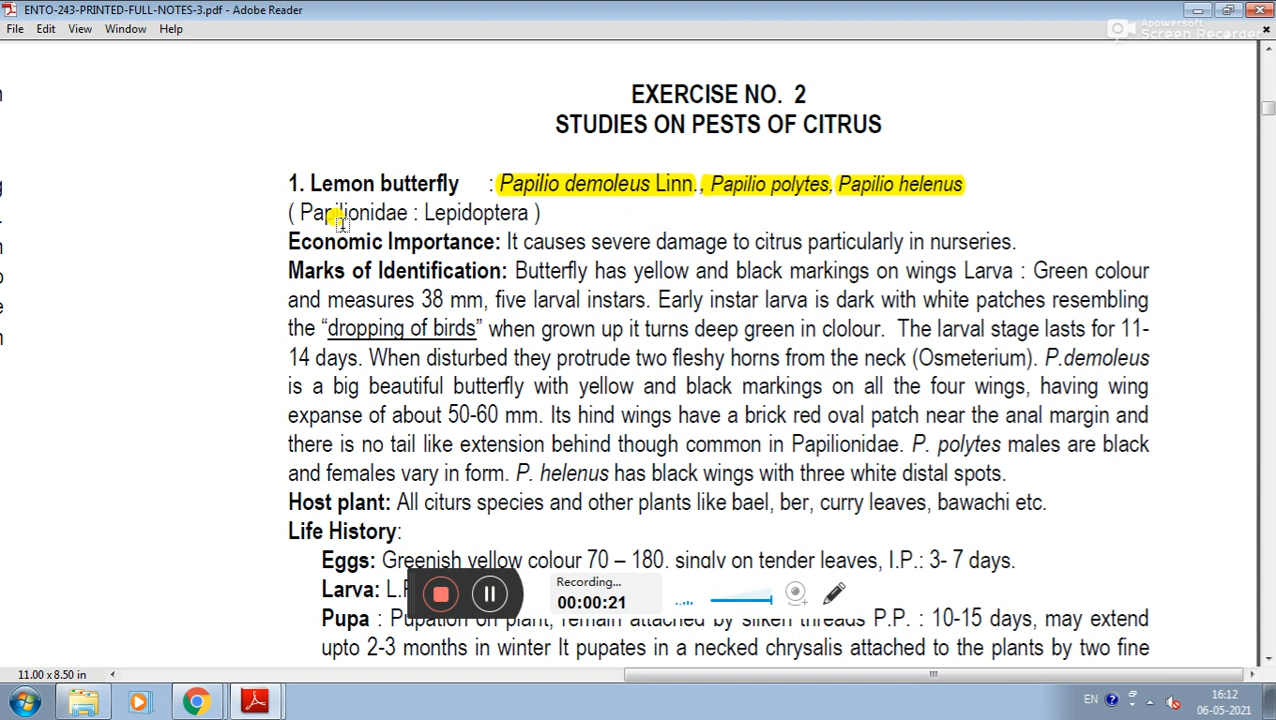 ENTO-243-PRINTED-FULL-NOTES-3.pdf - Adobe Reader
File Edit View Window Help
Apowersoft
Screen Recorder
EXERCISE NO. 2
STUDIES ON PESTS OF CITRUS
1. Lemon butterfly : Papilio demoleus Linn., Papilio polytes, Papilio helenus
( Papilionidae : Lepidoptera )
Economic Importance: It causes severe damage to citrus particularly in nurseries.
Marks of Identification: Butterfly has yellow and black markings on wings Larva : Green colour
and measures 38 mm, five larval instars. Early instar larva is dark with white patches resembling
the “dropping of birds” when grown up it turns deep green in clolour. The larval stage lasts for 11-
14 days. When disturbed they protrude two fleshy horns from the neck (Osmeterium). P.demoleus
is a big beautiful butterfly with yellow and black markings on all the four wings, having wing
expanse of about 50-60 mm. Its hind wings have a brick red oval patch near the anal margin and
there is no tail like extension behind though common in Papilionidae. P. polytes males are black
and females vary in form. P. helenus has black wings with three white distal spots.
Host plant: All citurs species and other plants like bael, ber, curry leaves, bawachi etc.
Life History:
Eggs: Greenish yellow colour 70 – 180, singly on tender leaves, I.P.: 3- 7 days.
Larva: L.P
Pupa : Pupation on plant, remain attached by silken threads P.P. : 10-15 days, may extend
upto 2-3 months in winter It pupates in a necked chrysalis attached to the plants by two fine
Recording...
00:00:21
11.00 x 8.50 in
EN
16:12
06-05-2021